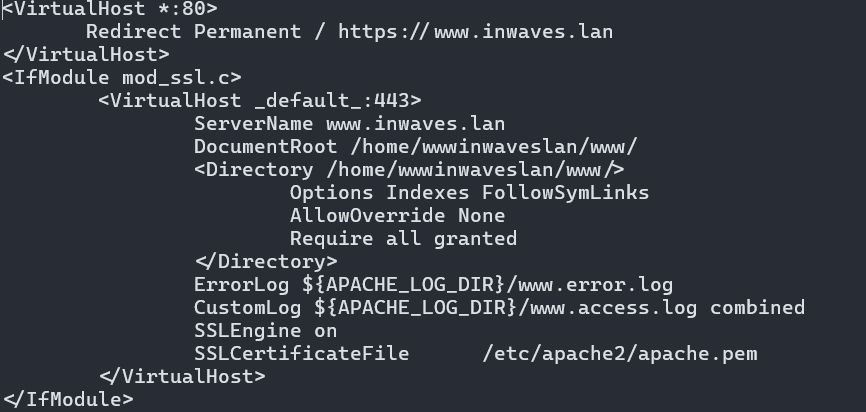 <VirtualHost *:80>
Redirect Permanent / https://www.inwaves.lan
</VirtualHost>
<IfModule mod_ssl.c>
<VirtualHost _default_:443>
ServerName www.inwaves.lan
DocumentRoot /home/wwwinwaveslan/www/
<Directory /home/wwwinwaveslan/www/>
Options Indexes FollowSymLinks
AllowOverride None
Require all granted
</Directory>
ErrorLog ${APACHE_LOG_DIR}/www.error.log
CustomLog ${APACHE_LOG_DIR}/www.access.log combined
SSLEngine on
SSLCertificateFile /etc/apache2/apache.pem
</VirtualHost>
</IfModule>